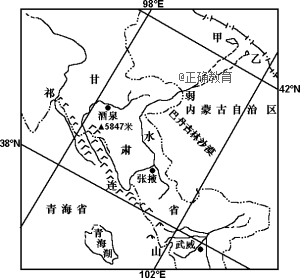 98°E
甲
乙
@正确教育
42°N
甘
弱
祁
内蒙古自治区
酒泉
▲5847米
巴丹吉林沙漠
水
38°N
肃
张掖
连
青海省
省
青海湖
山
武威
102°E